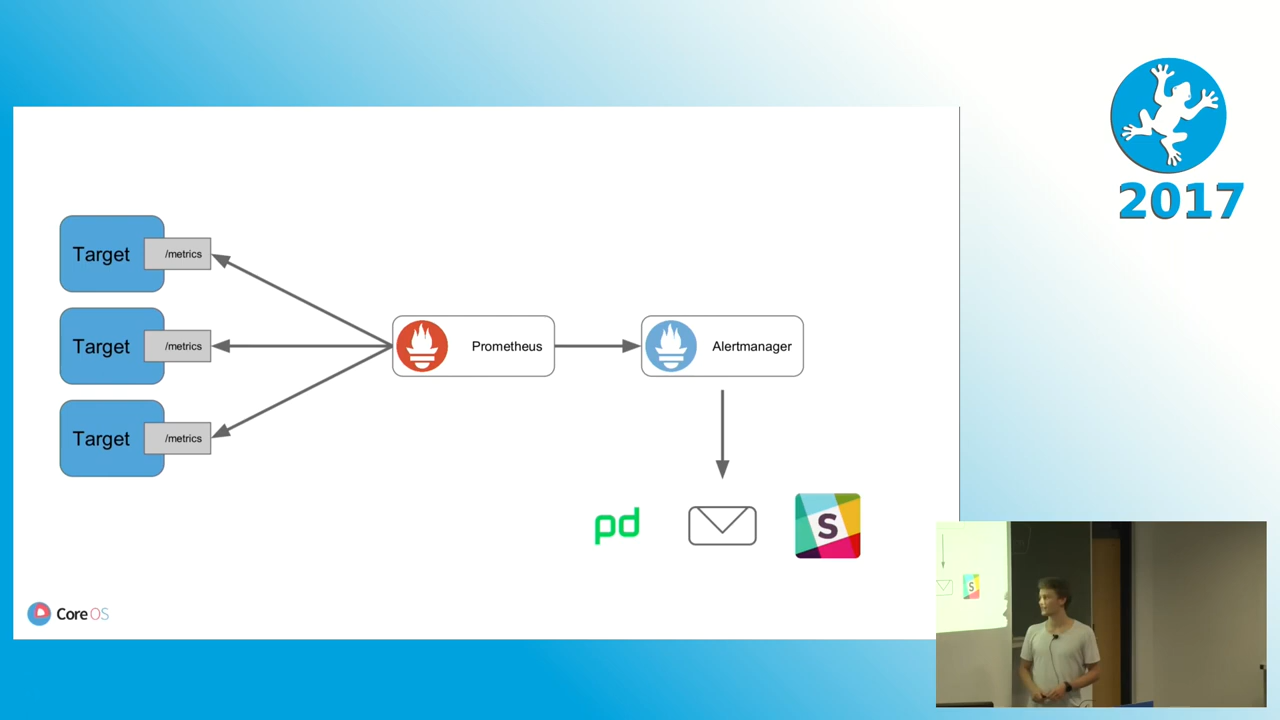 2017
Target
/metrics
Target
/metrics
Target
/metrics
Prometheus
Alertmanager
pd
S
CoreOS
S